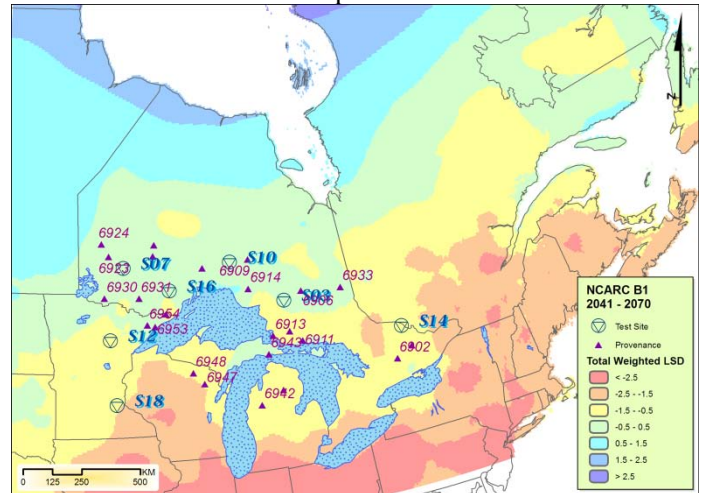 6924
S10
6923
S07
6909
6914
6933
6930
6931
S16
S03
6906
6954
6953
6913
S14
6943
6911
6902
S12
6948
6947
6942
S18
N
NCARC B1
2041 - 2070
Test Site
Provenance
Total Weighted LSD
< -2.5
-2.5 - -1.5
-1.5 - -0.5
-0.5 - 0.5
0.5 - 1.5
1.5 - 2.5
> 2.5
KM
0 125 250 500